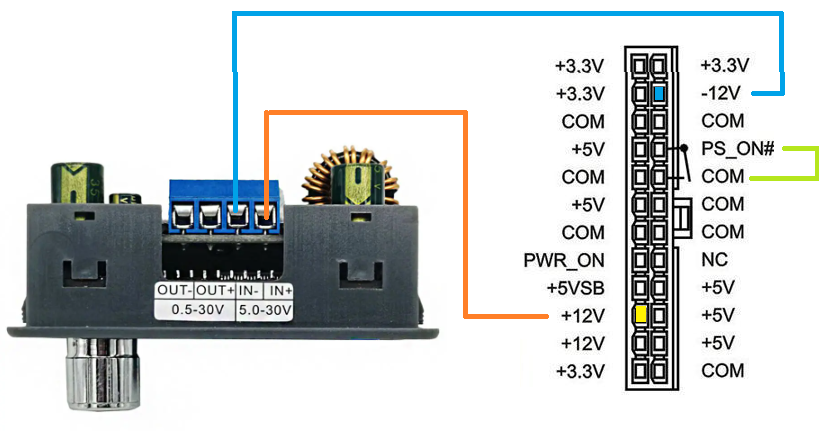 +3.3V +3.3V
+3.3V -12V
COM COM
+5V PS_ON#
COM COM
+5V COM
COM COM
PWR_ON NC
+5VSB +5V
+12V +5V
+12V +5V
+3.3V COM
OUT- OUT+ IN- IN+
0.5-30V 5.0-30V